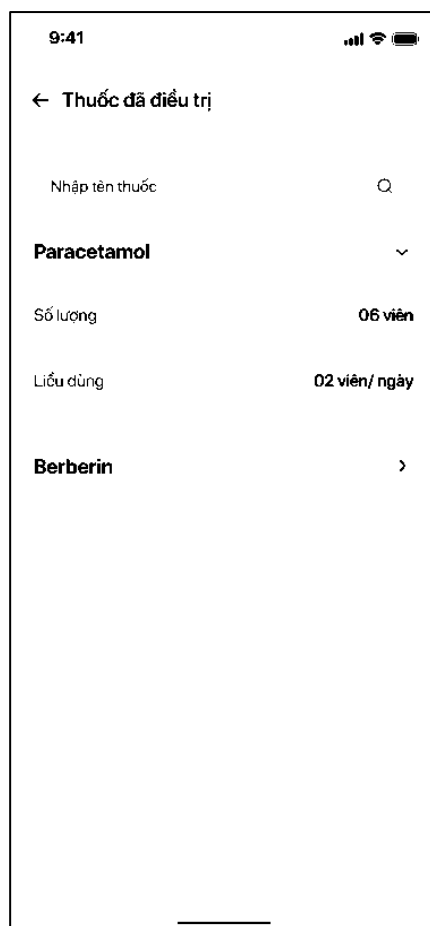 9:41
Thuốc đã điều trị
Nhập tên thuốc
Paracetamol
Số lượng 06 viên
Liều dùng 02 viên/ ngày
Berberin